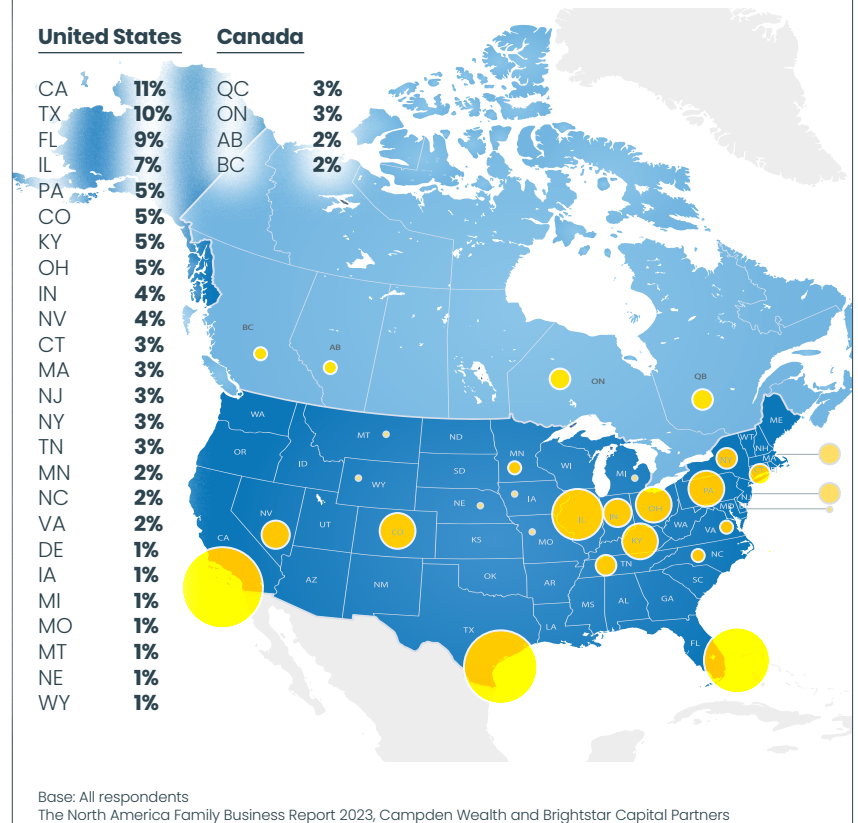 United States Canada
CA 11% QC 3%
TX 10% ON 3%
FL 9% AB 2%
IL 7% BC 2%
PA 5%
CO 5%
KY 5%
OH 5%
IN 4%
NV 4%
CT 3%
MA 3%
NJ 3%
NY 3%
TN 3%
MN 2%
NC 2%
VA 2%
DE 1%
IA 1%
MI 1%
MO 1%
MT 1%
NE 1%
WY 1%
BC
AB
ON
QB
WA
MT
ND
MN
ME
WT
NH
OR
ID
SD
WI
MI
NY
MA
WY
NE
IA
PA
NJ
NV
UT
CO
IL
IN
OH
MD
CA
KS
MO
KY
WA
VA
AZ
NM
OK
TN
NC
AR
SC
TX
LA
MS
AL
GA
FL
Base: All respondents
The North America Family Business Report 2023, Campden Wealth and Brightstar Capital Partners